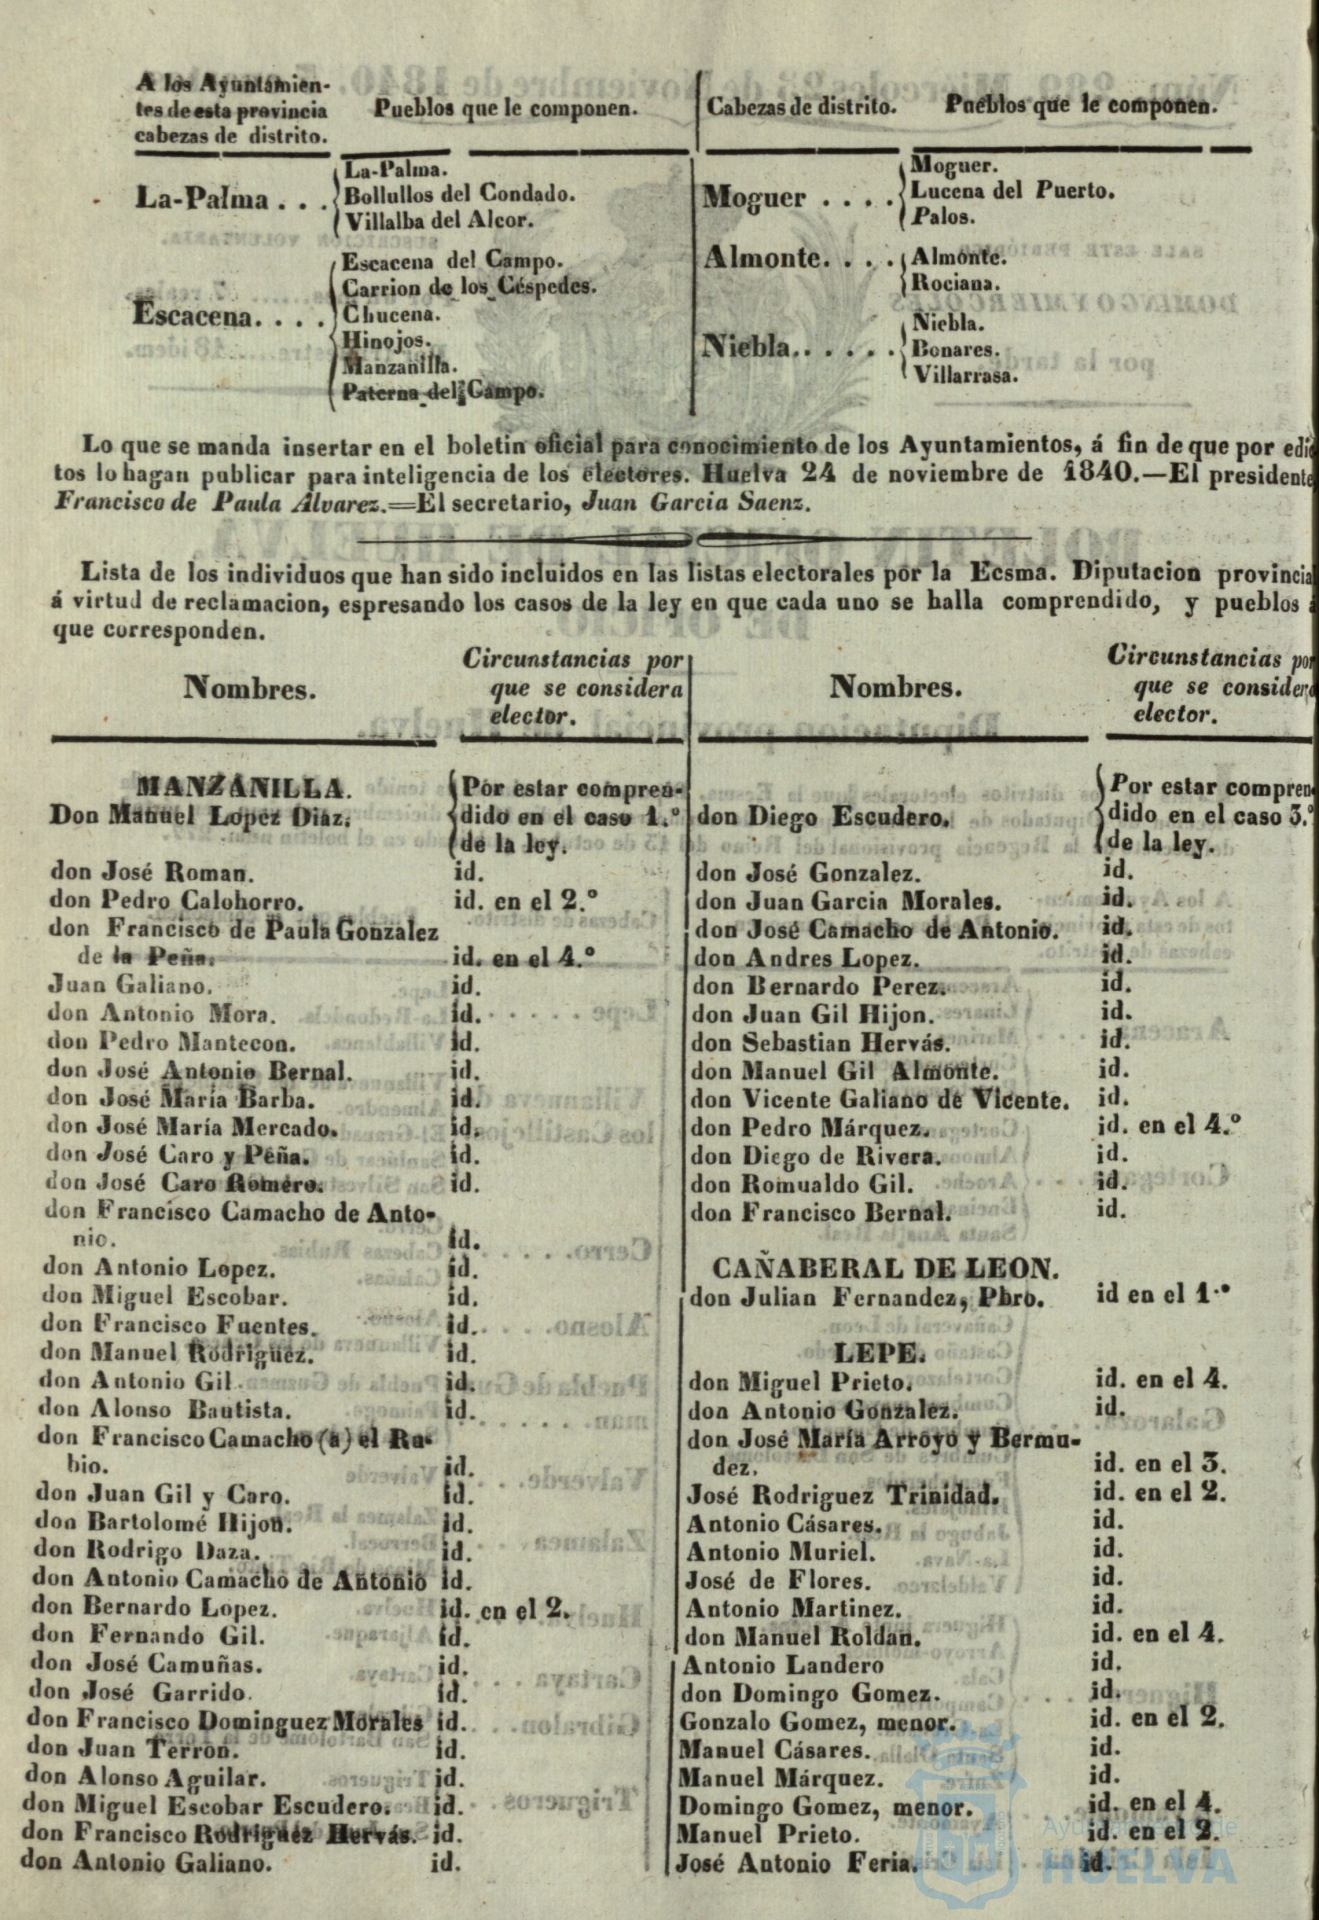 A los Ayuntamien-
tes de esta provincia
cabezas de distrito.
Pueblos que le componen.
La-Palma . . .
La-Palma.
Bollullos del Condado.
Villalba del Alcor.
Escacena. . . .
Escacena del Campo.
Carrion de los Céspedes.
Chucena.
Hinojos.
Manzanilla.
Paterna del Campo.
Cabezas de distrito.
Pueblos que le componen.
Moguer . . . .
Moguer.
Lucena del Puerto.
Palos.
Almonte. . . .
Almonte.
Rociana.
Niebla. . . . . .
Niebla.
Bonares.
Villarrasa.
Lo que se manda insertar en el boletin oficial para conocimiento de los Ayuntamientos, á fin de que por edic
tos lo hagan publicar para inteligencia de los electores. Huelva 24 de noviembre de 1840.—El presidente
Francisco de Paula Álvarez.=El secretario, Juan Garcia Saenz.
Lista de los individuos que han sido incluidos en las listas electorales por la Ecsma. Diputacion provincial
á virtud de reclamacion, espresando los casos de la ley en que cada uno se halla comprendido, y pueblos á
que corresponden.
Nombres.
Circunstancias por
que se considera
elector.
MANZANILLA.
Don Manuel Lopez Diaz.
Por estar compren-
dido en el caso 1.º
de la ley.
don José Roman. id.
don Pedro Calohorro. id. en el 2.º
don Francisco de Paula Gonzalez
de la Peña. id. en el 4.º
Juan Galiano. id.
don Antonio Mora. id.
don Pedro Mantecon. id.
don José Antonio Bernal. id.
don José María Barba. id.
don José María Mercado. id.
don José Caro y Peña. id.
don José Caro Romero. id.
don Francisco Camacho de Anto-
nio. id.
don Antonio Lopez. id.
don Miguel Escobar. id.
don Francisco Fuentes. id.
don Manuel Rodriguez. id.
don Antonio Gil id.
don Alonso Bautista. id.
don Francisco Camacho (a) el Ru-
bio. id.
don Juan Gil y Caro. id.
don Bartolomé Hijon. id.
don Rodrigo Daza. id.
don Antonio Camacho de Antonio id.
don Bernardo Lopez. id. en el 2.
don Fernando Gil. id.
don José Camuñas. id.
don José Garrido. id.
don Francisco Dominguez Morales id.
don Juan Terron. id.
don Alonso Aguilar. id.
don Miguel Escobar Escudero. id.
don Francisco Rodriguez Hervás. id.
don Antonio Galiano. id.
Nombres.
Circunstancias por
que se considera
elector.
don Diego Escudero.
Por estar compren-
dido en el caso 3.º
de la ley.
don José Gonzalez. id.
don Juan Garcia Morales. id.
don José Camacho de Antonio. id.
don Andres Lopez. id.
don Bernardo Perez. id.
don Juan Gil Hijon. id.
don Sebastian Hervás. id.
don Manuel Gil Almonte. id.
don Vicente Galiano de Vicente. id.
don Pedro Márquez. id. en el 4.º
don Diego de Rivera. id.
don Romualdo Gil. id.
don Francisco Bernal. id.
CAÑABERAL DE LEON.
don Julian Fernandez, Pbro. id en el 1.º
LEPE.
don Miguel Prieto. id. en el 4.
don Antonio Gonzalez. id.
don José María Arroyo y Bermu-
dez. id. en el 3.
José Rodriguez Trinidad. id. en el 2.
Antonio Cásares. id.
Antonio Muriel. id.
José de Flores. id.
Antonio Martinez. id.
don Manuel Roldan. id. en el 4.
Antonio Landero id.
don Domingo Gomez. id.
Gonzalo Gomez, menor. id. en el 2.
Manuel Cásares. id.
Manuel Márquez. id.
Domingo Gomez, menor. id. en el 4.
Manuel Prieto. id. en el 2.
José Antonio Feria. id.
Ayuntamiento de
HUELVA